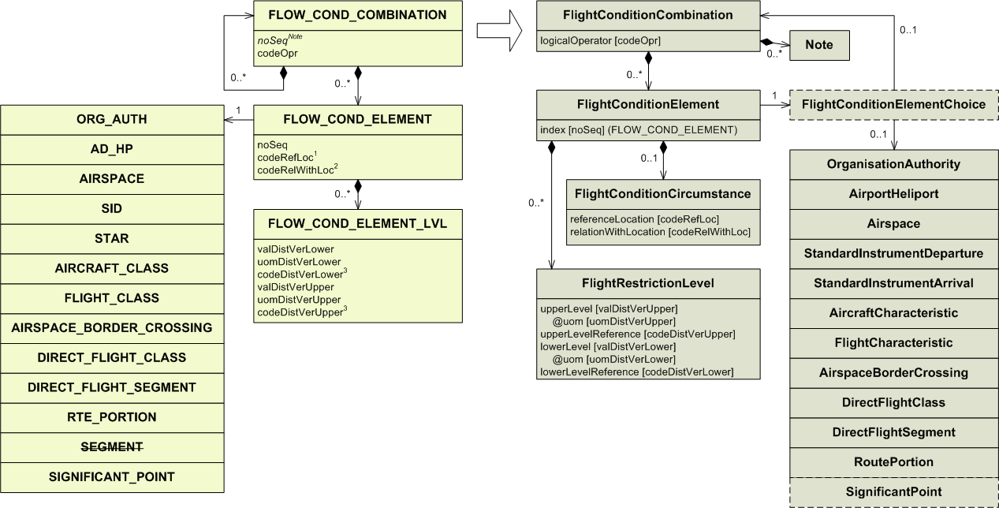 FLOW_COND_COMBINATION
noSeqNote
codeOpr
0..*
0..*
FLOW_COND_ELEMENT
noSeq
codeRefLoc1
codeRelWithLoc2
1
0..*
FLOW_COND_ELEMENT_LVL
valDistVerLower
uomDistVerLower
codeDistVerLower3
valDistVerUpper
uomDistVerUpper
codeDistVerUpper3
ORG_AUTH
AD_HP
AIRSPACE
SID
STAR
AIRCRAFT_CLASS
FLIGHT_CLASS
AIRSPACE_BORDER_CROSSING
DIRECT_FLIGHT_CLASS
DIRECT_FLIGHT_SEGMENT
RTE_PORTION
SEGMENT
SIGNIFICANT_POINT
FlightConditionCombination
logicalOperator [codeOpr]
0..*
Note
0..1
0..*
FlightConditionElement
index [noSeq] (FLOW_COND_ELEMENT)
1
FlightConditionElementChoice
0..1
0..1
FlightConditionCircumstance
referenceLocation [codeRefLoc]
relationWithLocation [codeRelWithLoc]
0..*
FlightRestrictionLevel
upperLevel [valDistVerUpper]
@uom [uomDistVerUpper]
upperLevelReference [codeDistVerUpper]
lowerLevel [valDistVerLower]
@uom [uomDistVerLower]
lowerLevelReference [codeDistVerLower]
OrganisationAuthority
AirportHeliport
Airspace
StandardInstrumentDeparture
StandardInstrumentArrival
AircraftCharacteristic
FlightCharacteristic
AirspaceBorderCrossing
DirectFlightClass
DirectFlightSegment
RoutePortion
SignificantPoint